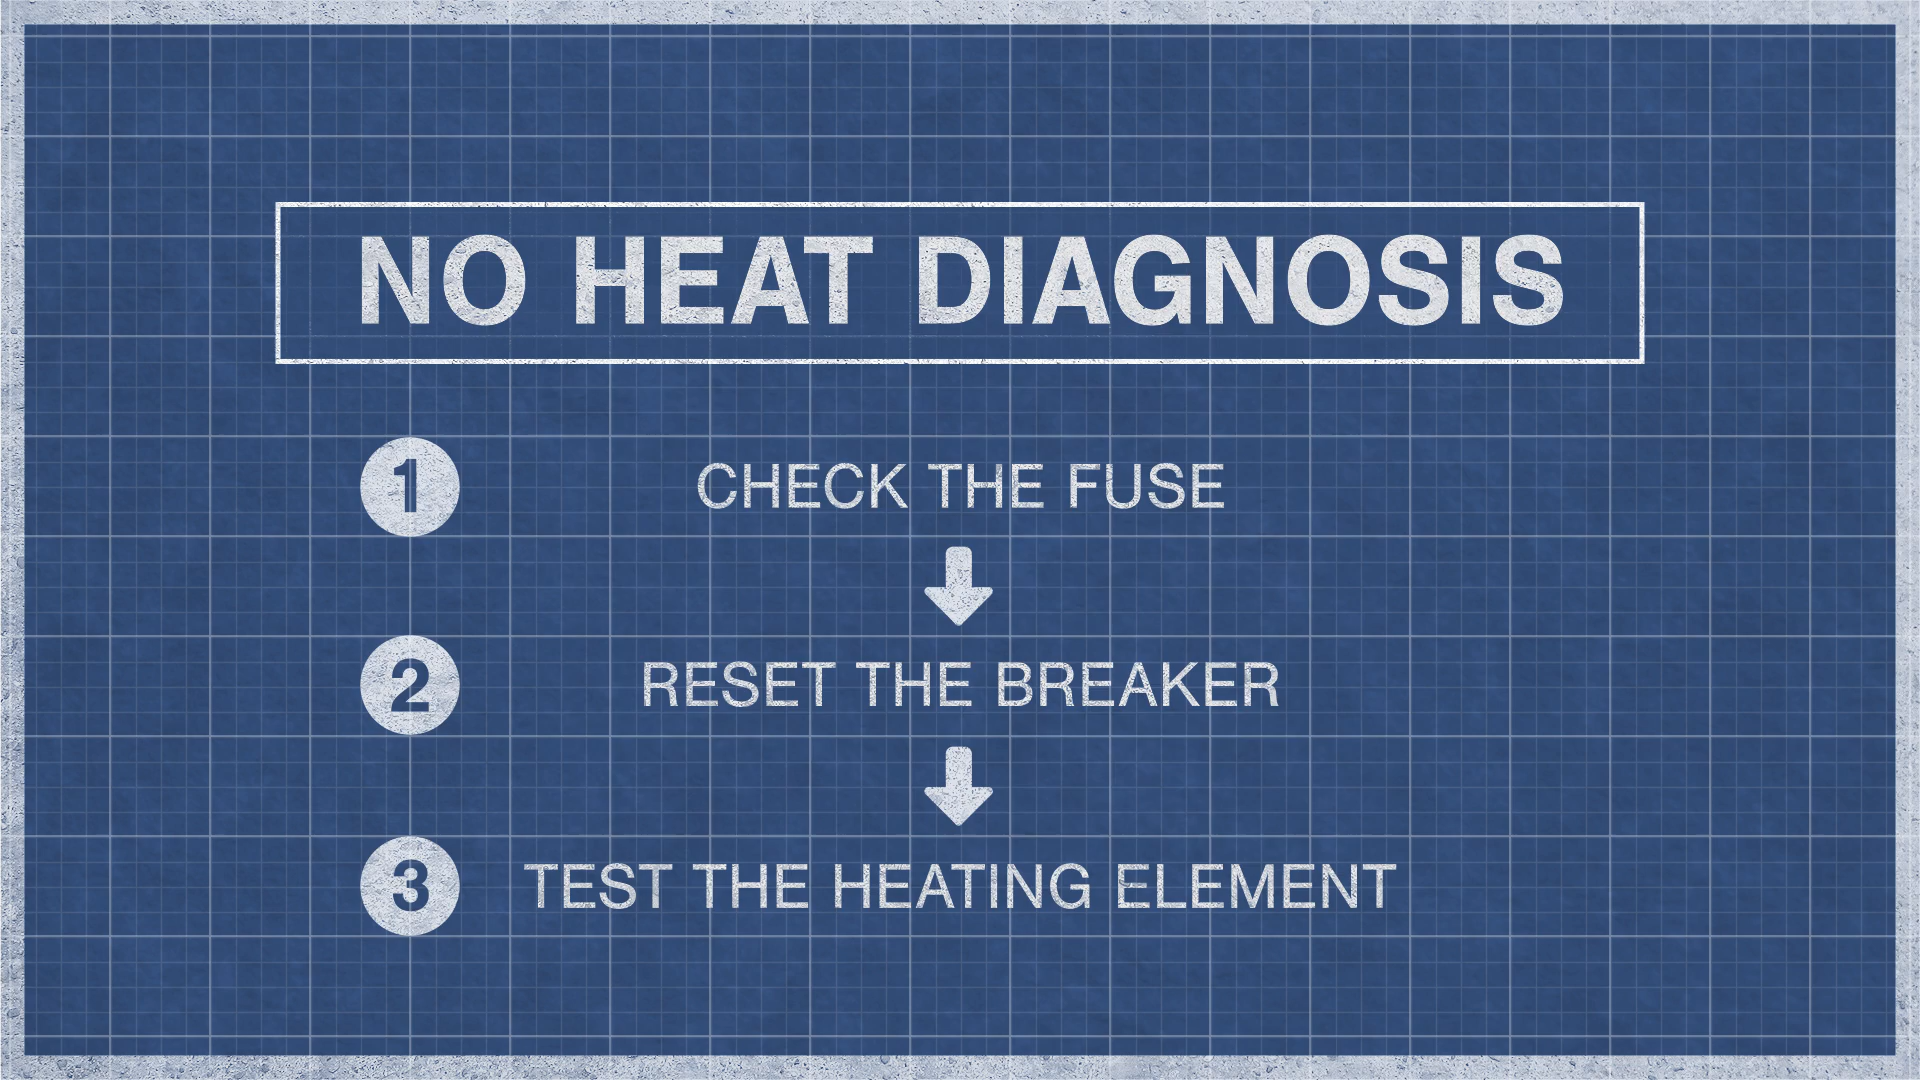 NO HEAT DIAGNOSIS
1 CHECK THE FUSE
2 RESET THE BREAKER
3 TEST THE HEATING ELEMENT